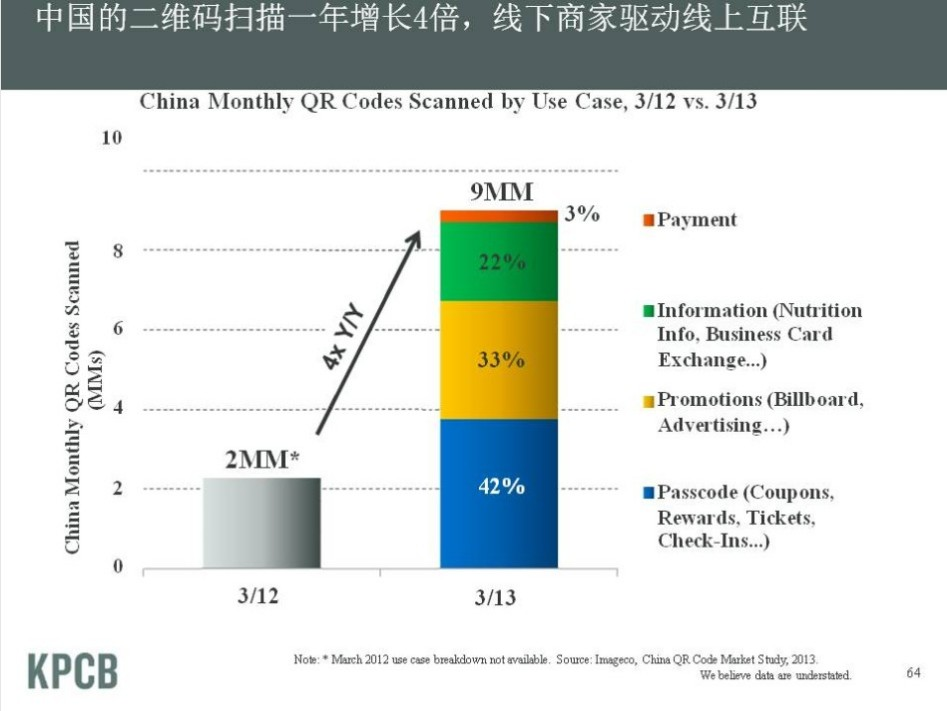 中国的二维码扫描一年增长4倍，线下商家驱动线上互联
China Monthly QR Codes Scanned by Use Case, 3/12 vs. 3/13
China Monthly QR Codes Scanned
(MMs)
10
8
6
4
2
0
2MM*
4x Y/Y
9MM
3%
22%
33%
42%
3/12
3/13
Payment
Information (Nutrition
Info, Business Card
Exchange...)
Promotions (Billboard,
Advertising…)
Passcode (Coupons,
Rewards, Tickets,
Check-Ins...)
KPCB
Note: * March 2012 use case breakdown not available. Source: Imageco, China QR Code Market Study, 2013.
We believe data are understated.
64